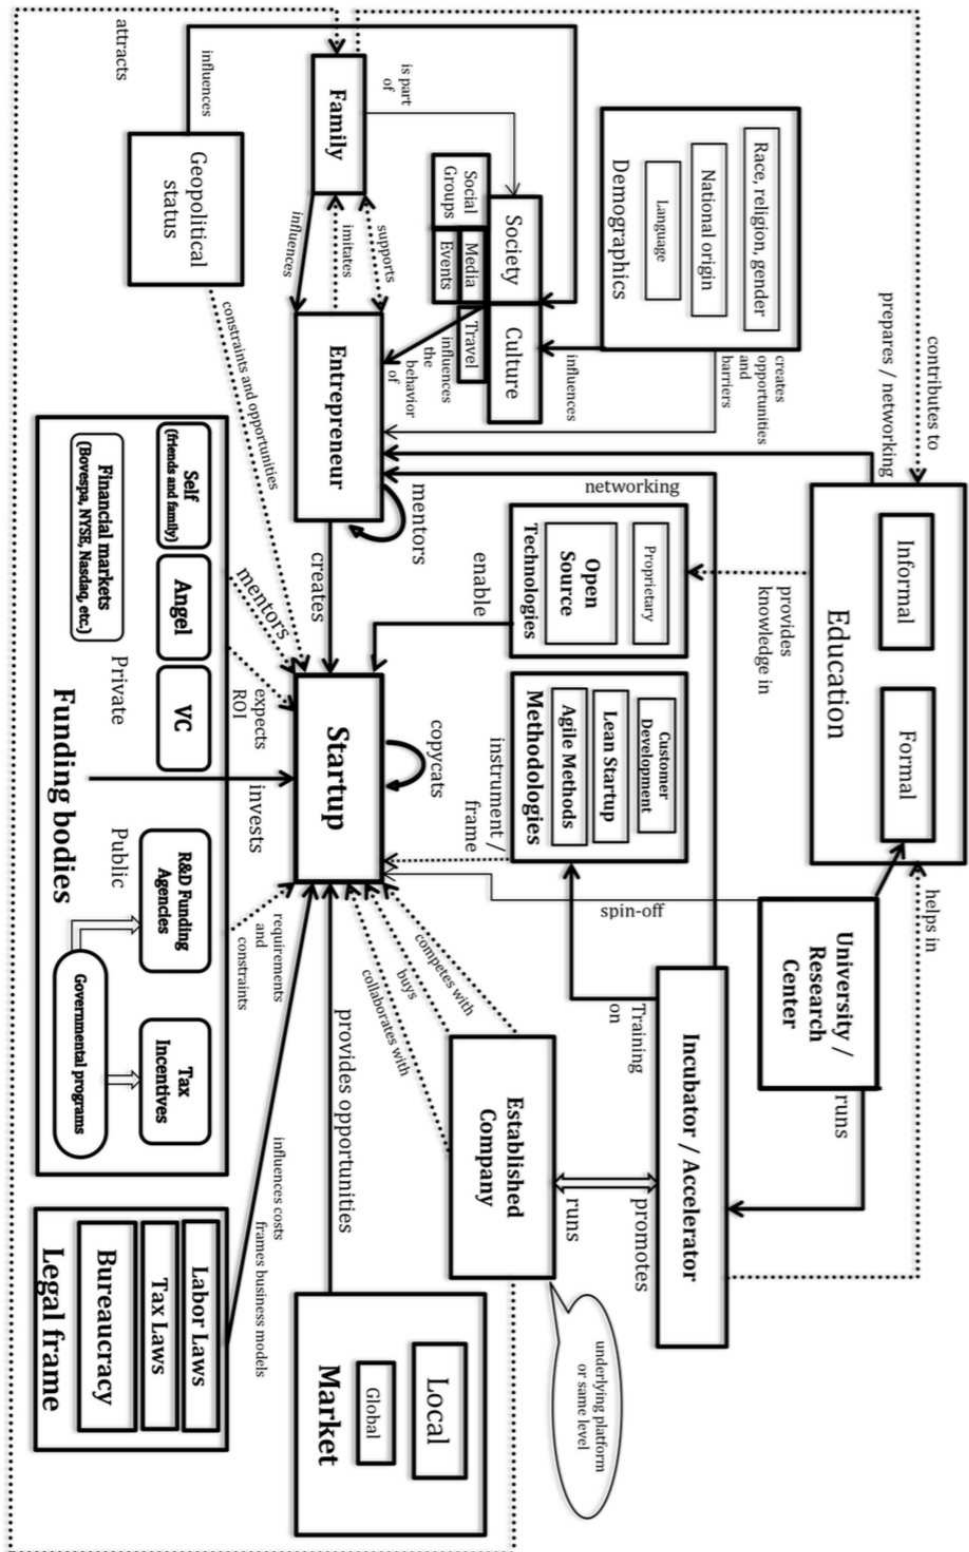 contributes to
prepares / networking
Informal
Formal
Education
helps in
University /
Research
Center
runs
spin-off
Race, religion, gender
National origin
Language
Demographics
creates
opportunities
and
barriers
influences
provides
knowledge in
networking
Proprietary
Open
Source
Technologies
enable
Customer
Development
Lean Startup
Agile Methods
Methodologies
instrument /
frame
Incubator / Accelerator
Training
on
promotes
runs
underlying platform
or same level
Established
Company
competes with
buys
collaborates with
is part
of
Society
Culture
Social
Groups
Media
Events
Travel
influences
the
behavior
of
Family
supports
imitates
influences
Entrepreneur
mentors
creates
Startup
copycats
provides opportunities
Local
Global
Market
attracts
influences
Geopolitical
status
constraints and opportunities
mentors
expects
ROI
invests
requirements
and
constraints
influences costs
frames business models
Self
(friends and family)
Angel
VC
Financial markets
(Bovespa, NYSE, Nasdaq, etc.)
Private
R&D Funding
Agencies
Tax
Incentives
Public
Governmental programs
Funding bodies
Labor Laws
Tax Laws
Bureaucracy
Legal frame